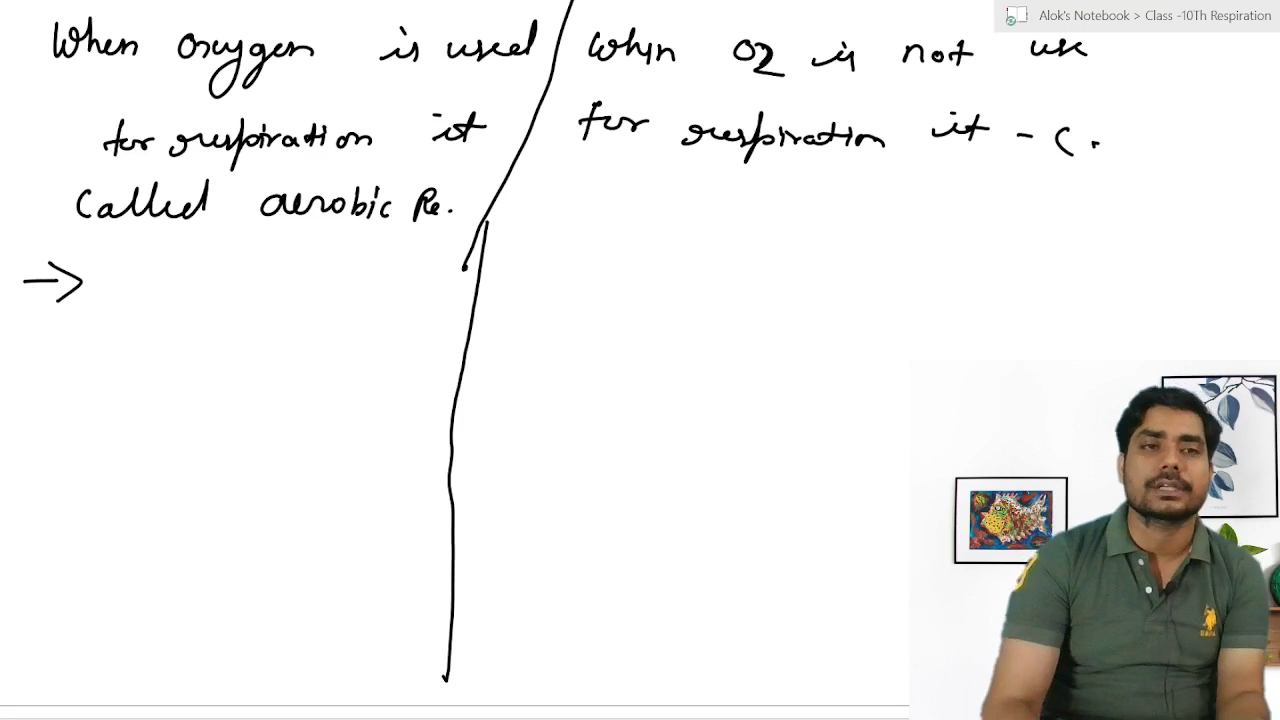 Alok's Notebook > Class -10Th Respiration
When oxygen is used
for respiration it
called aerobic Re.
→
When O2 is not use
for respiration it - C.